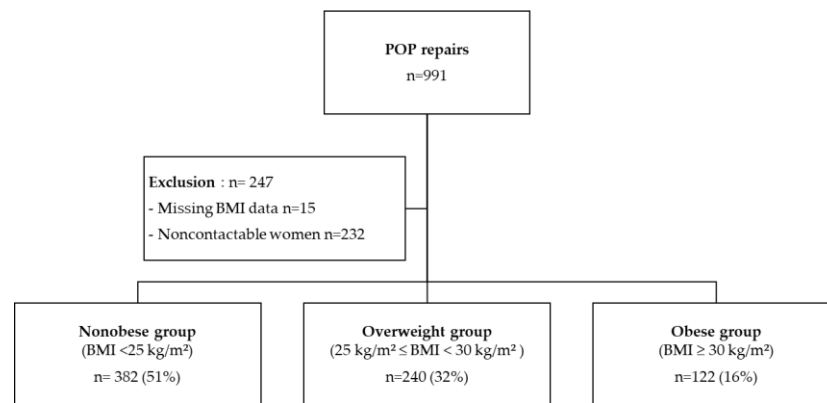 POP repairs
n=991
Exclusion : n= 247
- Missing BMI data n=15
- Noncontactable women n=232
Nonobese group
(BMI <25 kg/m²)
n= 382 (51%)
Overweight group
(25 kg/m² ≤ BMI < 30 kg/m² )
n=240 (32%)
Obese group
(BMI ≥ 30 kg/m²)
n=122 (16%)